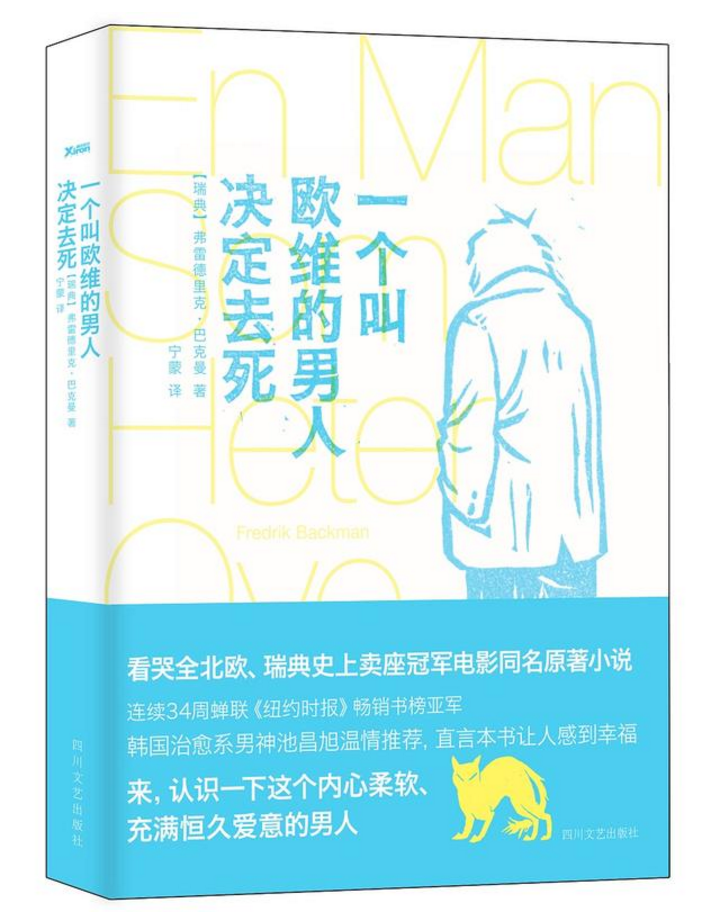 En Man
Som
Heter
Ove
一个叫
欧维的男人
决定去死
[瑞典] 弗雷德里克·巴克曼 著
宁蒙 译
Fredrik Backman
看哭全北欧、瑞典史上卖座冠军电影同名原著小说
连续34周蝉联《纽约时报》畅销书榜亚军
韩国治愈系男神池昌旭温情推荐,直言本书让人感到幸福
来,认识一下这个内心柔软、
充满恒久爱意的男人
四川文艺出版社
Xiron
一个叫欧维的男人
决定去死
[瑞典] 弗雷德里克·巴克曼 著
宁蒙 译
四川文艺出版社